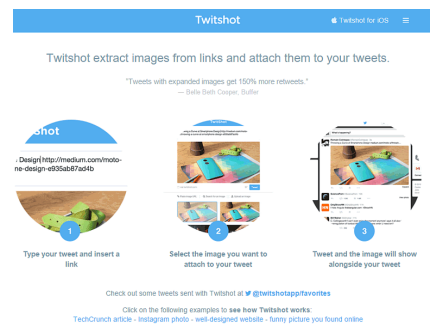 Twitshot
Twitshot for iOS
Twitshot extract images from links and attach them to your tweets.
"Tweets with expanded images get 150% more retweets."
— Belle Beth Cooper, Buffer
shot
Design http://medium.com/moto-
ne-design-e935ab87ad4b
1
Type your tweet and insert a
link
Twitshot
2
Select the image you want to
attach to your tweet
3
Tweet and the image will show
alongside your tweet
Check out some tweets sent with Twitshot at @twitshotapp/favorites
Click on the following examples to see how Twitshot works:
TechCrunch article - Instagram photo - well-designed website - funny picture you found online